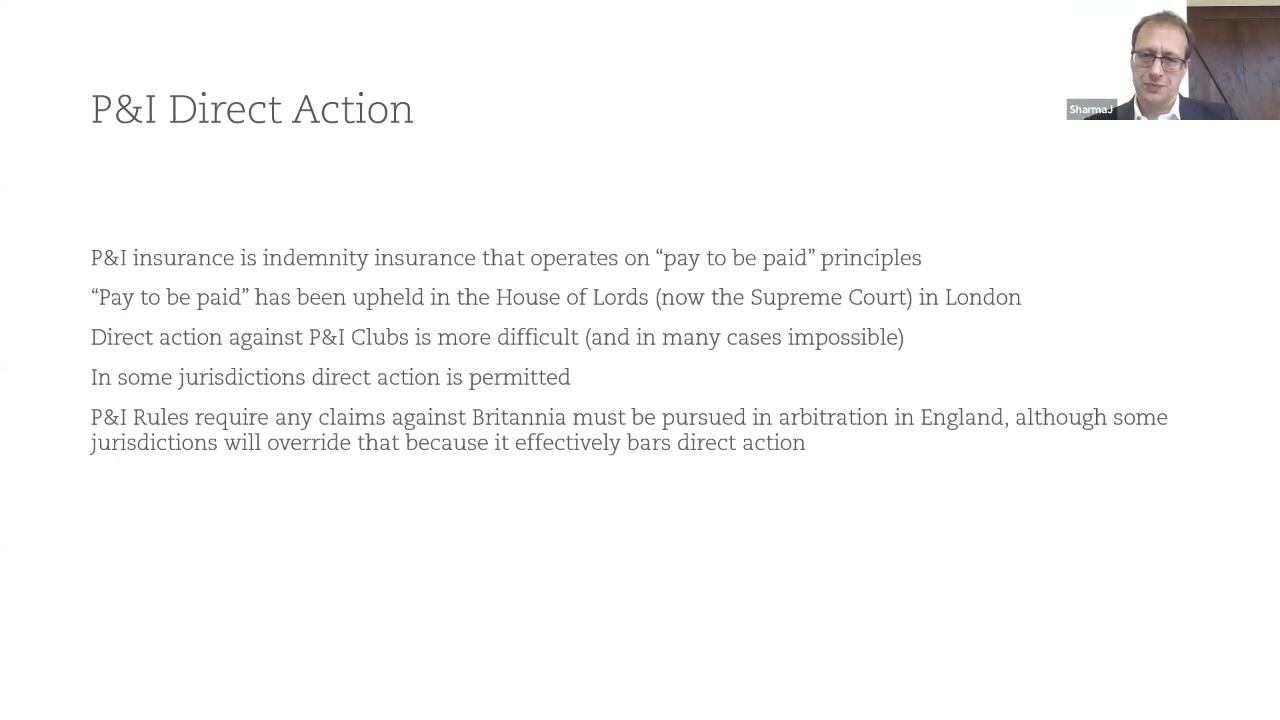 P&I Direct Action
SharmaJ
P&I insurance is indemnity insurance that operates on “pay to be paid” principles
“Pay to be paid” has been upheld in the House of Lords (now the Supreme Court) in London
Direct action against P&I Clubs is more difficult (and in many cases impossible)
In some jurisdictions direct action is permitted
P&I Rules require any claims against Britannia must be pursued in arbitration in England, although some
jurisdictions will override that because it effectively bars direct action